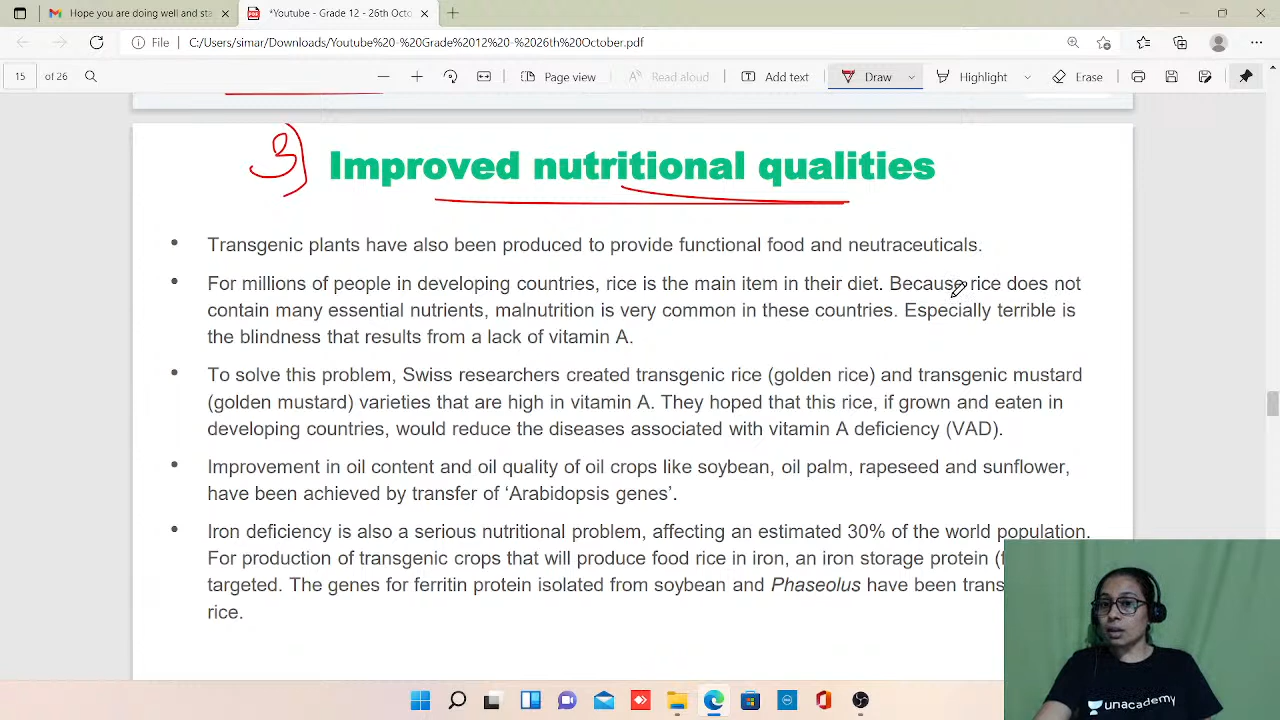 Hope you are doing well and sta
*Youtube - Grade 12 - 26th Octo
File
C:/Users/simar/Downloads/Youtube%20-%20Grade%2012%20-%2026th%20October.pdf
15
of 26
Page view
Read aloud
Add text
Draw
Highlight
Erase
3) Improved nutritional qualities
• Transgenic plants have also been produced to provide functional food and neutraceuticals.
• For millions of people in developing countries, rice is the main item in their diet. Because rice does not
contain many essential nutrients, malnutrition is very common in these countries. Especially terrible is
the blindness that results from a lack of vitamin A.
• To solve this problem, Swiss researchers created transgenic rice (golden rice) and transgenic mustard
(golden mustard) varieties that are high in vitamin A. They hoped that this rice, if grown and eaten in
developing countries, would reduce the diseases associated with vitamin A deficiency (VAD).
• Improvement in oil content and oil quality of oil crops like soybean, oil palm, rapeseed and sunflower,
have been achieved by transfer of ‘Arabidopsis genes’.
• Iron deficiency is also a serious nutritional problem, affecting an estimated 30% of the world population.
For production of transgenic crops that will produce food rice in iron, an iron storage protein (
targeted. The genes for ferritin protein isolated from soybean and Phaseolus have been trans
rice.
unacademy